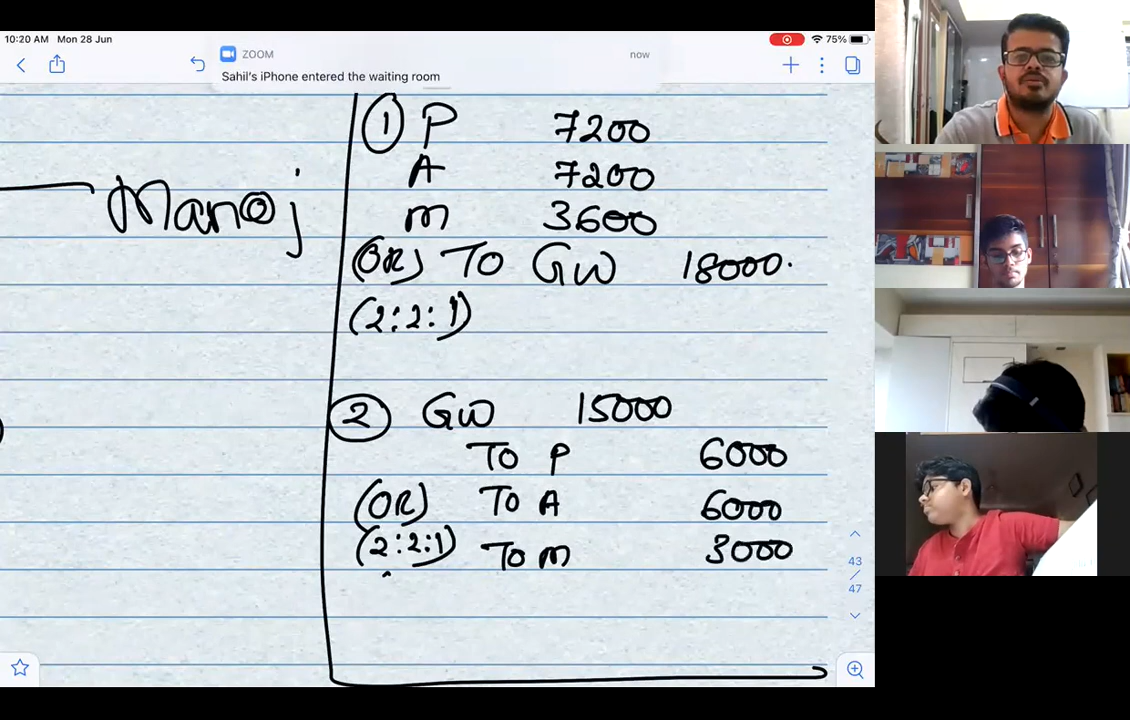 10:20 AM Mon 28 Jun
75%
ZOOM
now
Sahil's iPhone entered the waiting room
Manoj
1 P 7200
A 7200
m 3600
(OR) TO GW 18000.
(2:2:1)
2 GW 15000
TO P 6000
(OR) TO A 6000
(2:2:1) TO m 3000
43
/
47